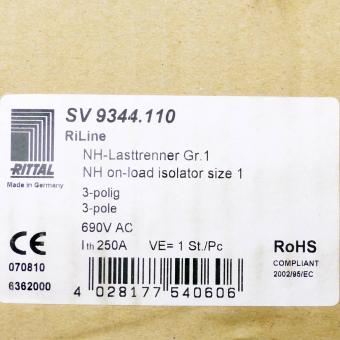 SV 9344.110
RiLine
NH-Lasttrenner Gr.1
NH on-load isolator size 1
RITTAL
Made in Germany
3-polig
3-pole
690V AC
Ith 250A VE= 1 St./Pc
CE
RoHS
COMPLIANT
2002/95/EC
070810
6362000
4 028177 540606